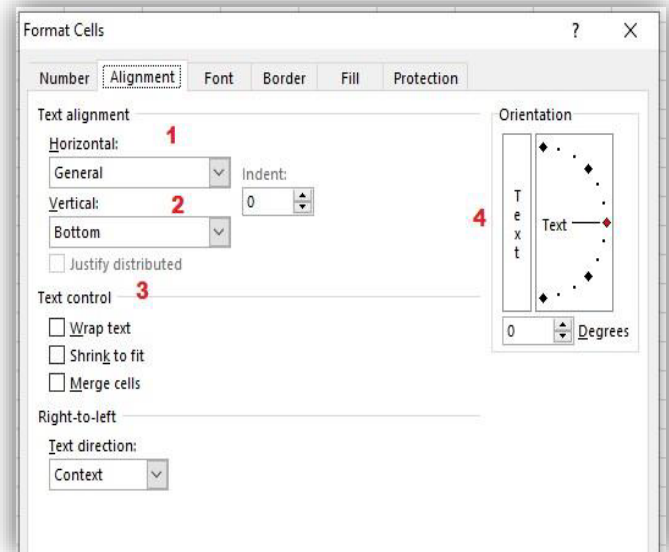 Format Cells ? X
Number Alignment Font Border Fill Protection
Text alignment
1
Horizontal:
General
Indent:
0
2
Vertical:
Bottom
Justify distributed
3
Text control
Wrap text
Shrink to fit
Merge cells
Right-to-left
Text direction:
Context
Orientation
4
T
e
x
t
Text
0 Degrees